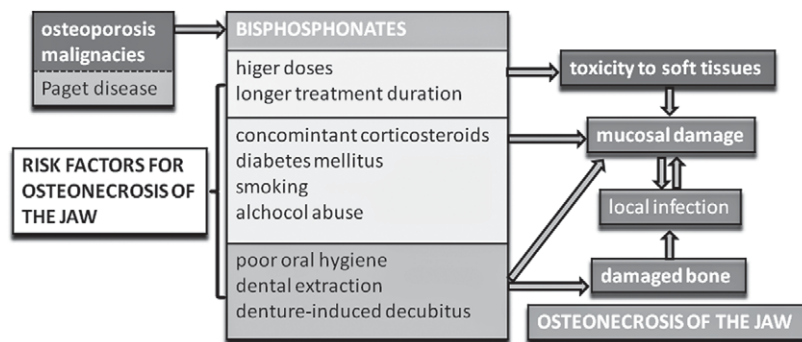 osteoporosis
malignacies
Paget disease
BISPHOSPHONATES
higer doses
longer treatment duration
concomintant corticosteroids
diabetes mellitus
smoking
alchocol abuse
poor oral hygiene
dental extraction
denture-induced decubitus
RISK FACTORS FOR
OSTEONECROSIS OF
THE JAW
toxicity to soft tissues
mucosal damage
local infection
damaged bone
OSTEONECROSIS OF THE JAW